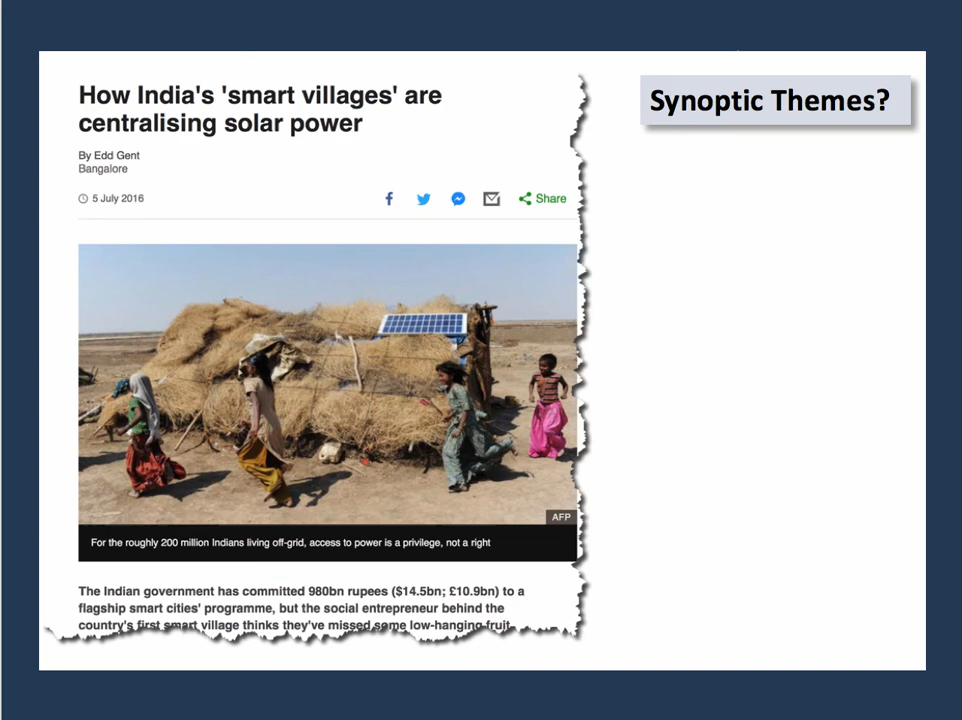 How India's 'smart villages' are
centralising solar power
Synoptic Themes?
By Edd Gent
Bangalore
5 July 2016
Share
AFP
For the roughly 200 million Indians living off-grid, access to power is a privilege, not a right
The Indian government has committed 980bn rupees ($14.5bn; £10.9bn) to a
flagship smart cities' programme, but the social entrepreneur behind the
country's first smart village thinks they've missed some low-hanging fruit